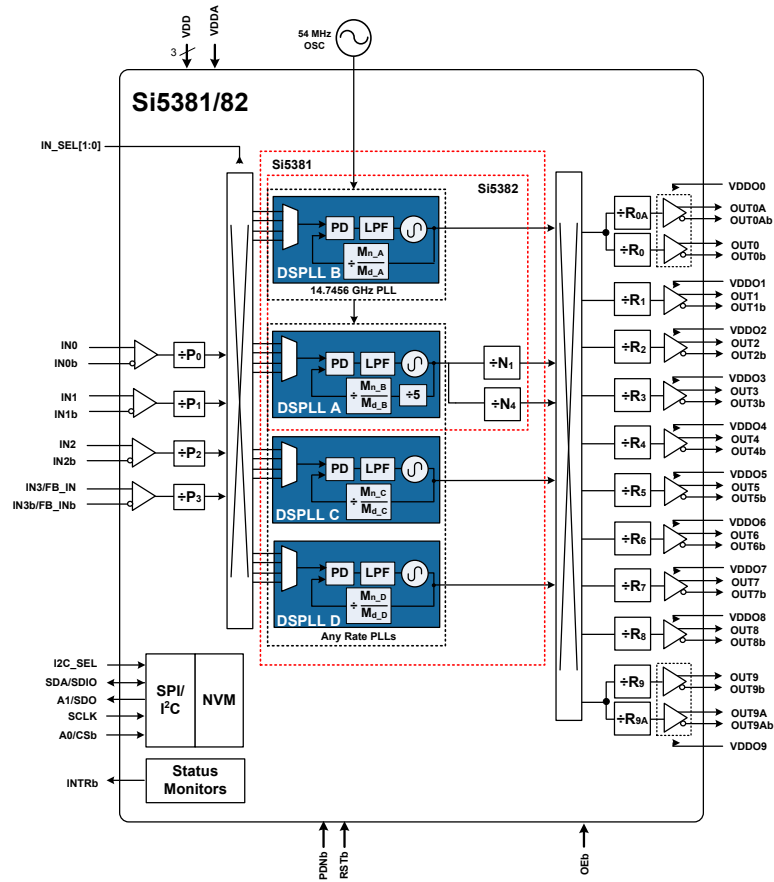 VDD
VDDA
3
54 MHz
OSC
Si5381/82
IN_SEL[1:0]
Si5381
Si5382
PD
LPF
÷ Mn_A
Md_A
DSPLL B
14.7456 GHz PLL
PD
LPF
÷ Mn_B
Md_B
÷5
DSPLL A
÷N1
÷N4
PD
LPF
÷ Mn_C
Md_C
DSPLL C
PD
LPF
÷ Mn_D
Md_D
DSPLL D
Any Rate PLLs
IN0
IN0b
÷P0
IN1
IN1b
÷P1
IN2
IN2b
÷P2
IN3/FB_IN
IN3b/FB_INb
÷P3
I2C_SEL
SDA/SDIO
A1/SDO
SCLK
A0/CSb
SPI/
I2C
NVM
INTRb
Status
Monitors
÷R0A
÷R0
VDDO0
OUT0A
OUT0Ab
OUT0
OUT0b
÷R1
VDDO1
OUT1
OUT1b
÷R2
VDDO2
OUT2
OUT2b
÷R3
VDDO3
OUT3
OUT3b
÷R4
VDDO4
OUT4
OUT4b
÷R5
VDDO5
OUT5
OUT5b
÷R6
VDDO6
OUT6
OUT6b
÷R7
VDDO7
OUT7
OUT7b
÷R8
VDDO8
OUT8
OUT8b
÷R9
OUT9
OUT9b
÷R9A
OUT9A
OUT9Ab
VDDO9
PDNb
RSTb
OEb